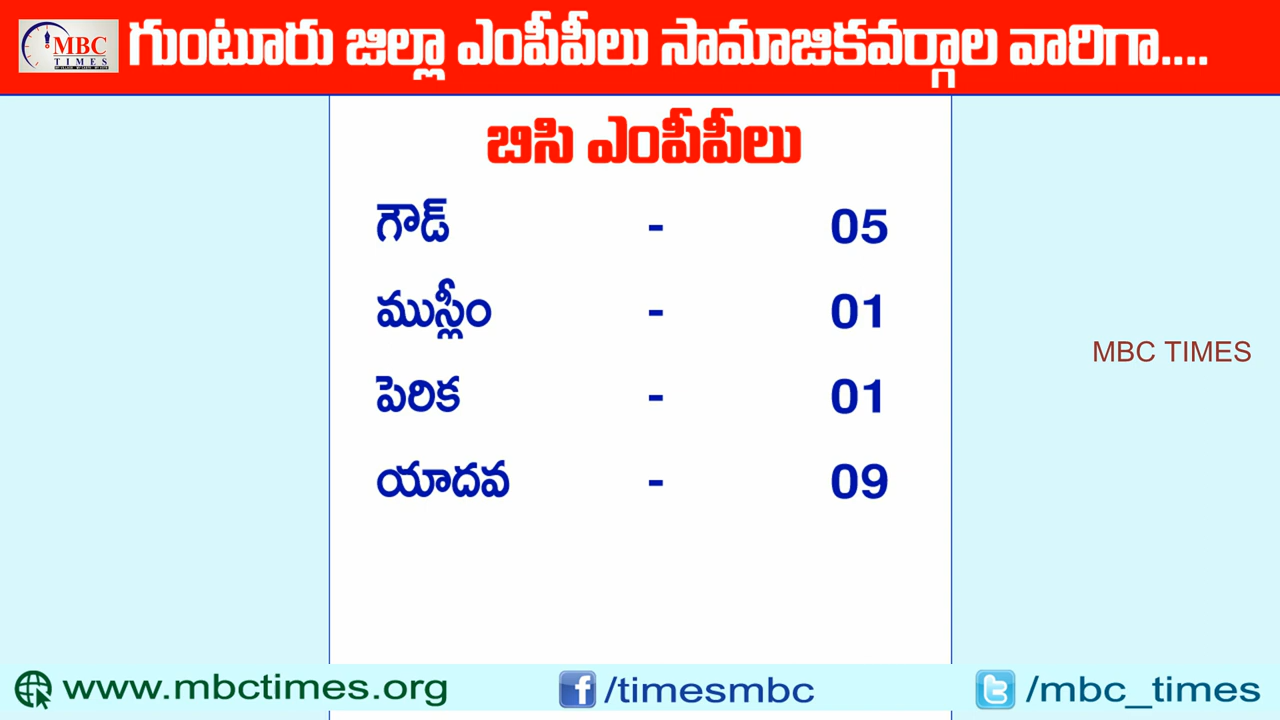 MBC
TIMES
గుంటూరు జిల్లా ఎంపీపీలు సామాజికవర్గాల వారిగా....
బిసి ఎంపీపీలు
గౌడ్ - 05
ముస్లీం - 01
పెరిక - 01
యాదవ - 09
MBC TIMES
www.mbctimes.org /timesmbc /mbc_times